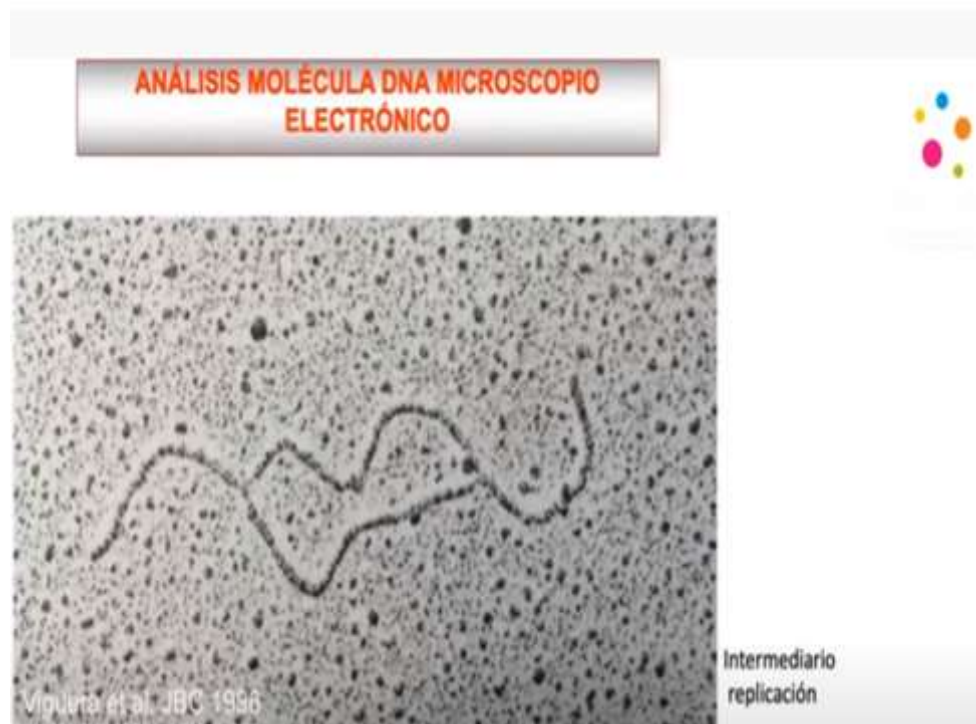 ANÁLISIS MOLÉCULA DNA MICROSCOPIO
ELECTRÓNICO
Intermediario
replicación
Viguera et al. JBC 1996